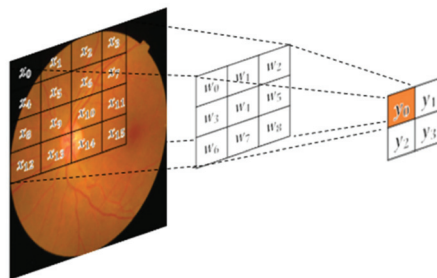 x0 x1 x2 x3
x4 x5 x6 x7
x8 x9 x10 x11
x12 x13 x14 x15
w0 w1 w2
w3 w4 w5
w6 w7 w8
y0 y1
y2 y3